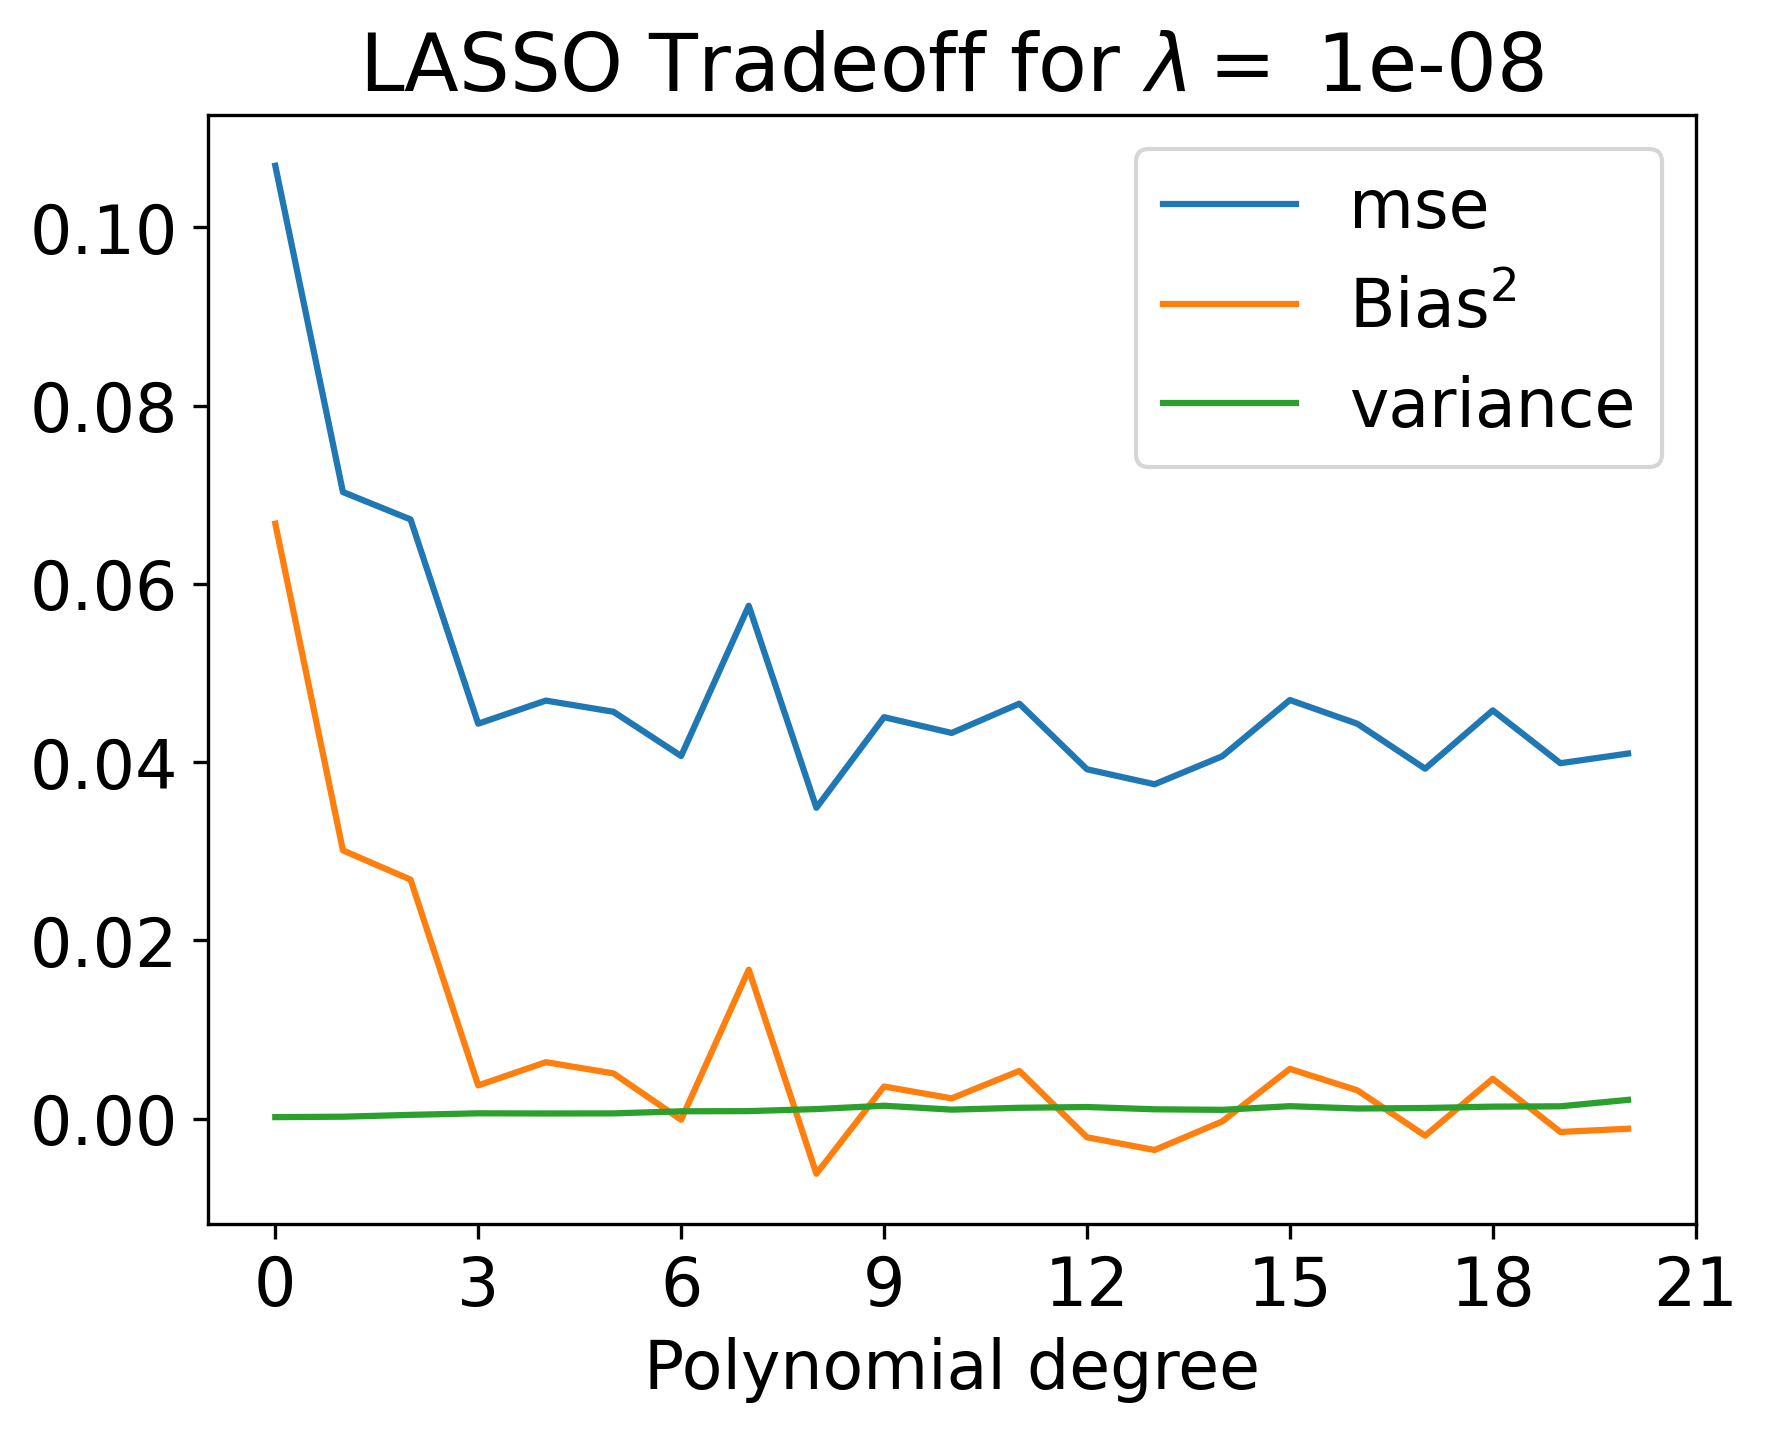 LASSO Tradeoff for λ = 1e-08
mse
Bias²
variance
0.10
0.08
0.06
0.04
0.02
0.00
0 3 6 9 12 15 18 21
Polynomial degree